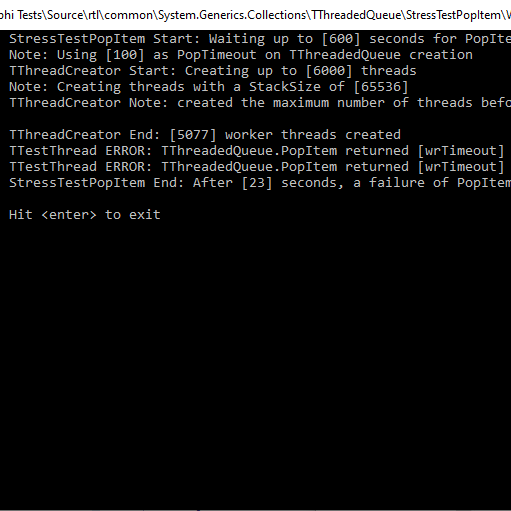 phi Tests\Source\rtl\common\System.Generics.Collections\TThreadedQueue\StressTestPopItem\W
StressTestPopItem Start: Waiting up to [600] seconds for PopIte
Note: Using [100] as PopTimeout on TThreadedQueue creation
TThreadCreator Start: Creating up to [6000] threads
Note: Creating threads with a StackSize of [65536]
TThreadCreator Note: created the maximum number of threads befo
TThreadCreator End: [5077] worker threads created
TTestThread ERROR: TThreadedQueue.PopItem returned [wrTimeout]
TTestThread ERROR: TThreadedQueue.PopItem returned [wrTimeout]
StressTestPopItem End: After [23] seconds, a failure of PopItem
Hit <enter> to exit